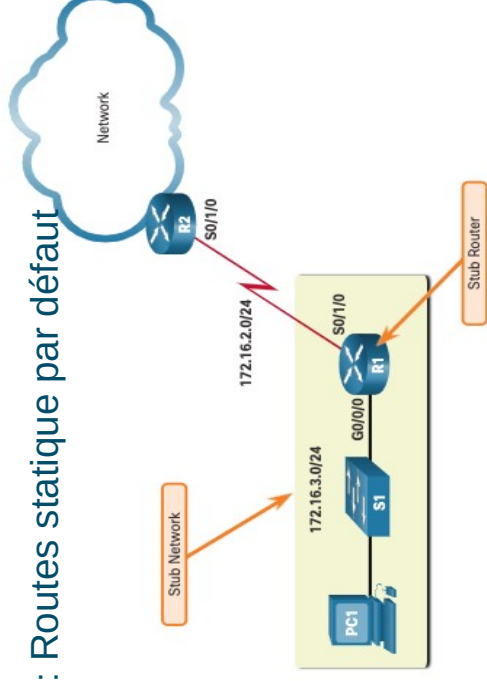 : Routes statique par défaut
Network
R2
S0/1/0
172.16.2.0/24
Stub Network
172.16.3.0/24
S0/1/0
G0/0/0
R1
S1
PC1
Stub Router